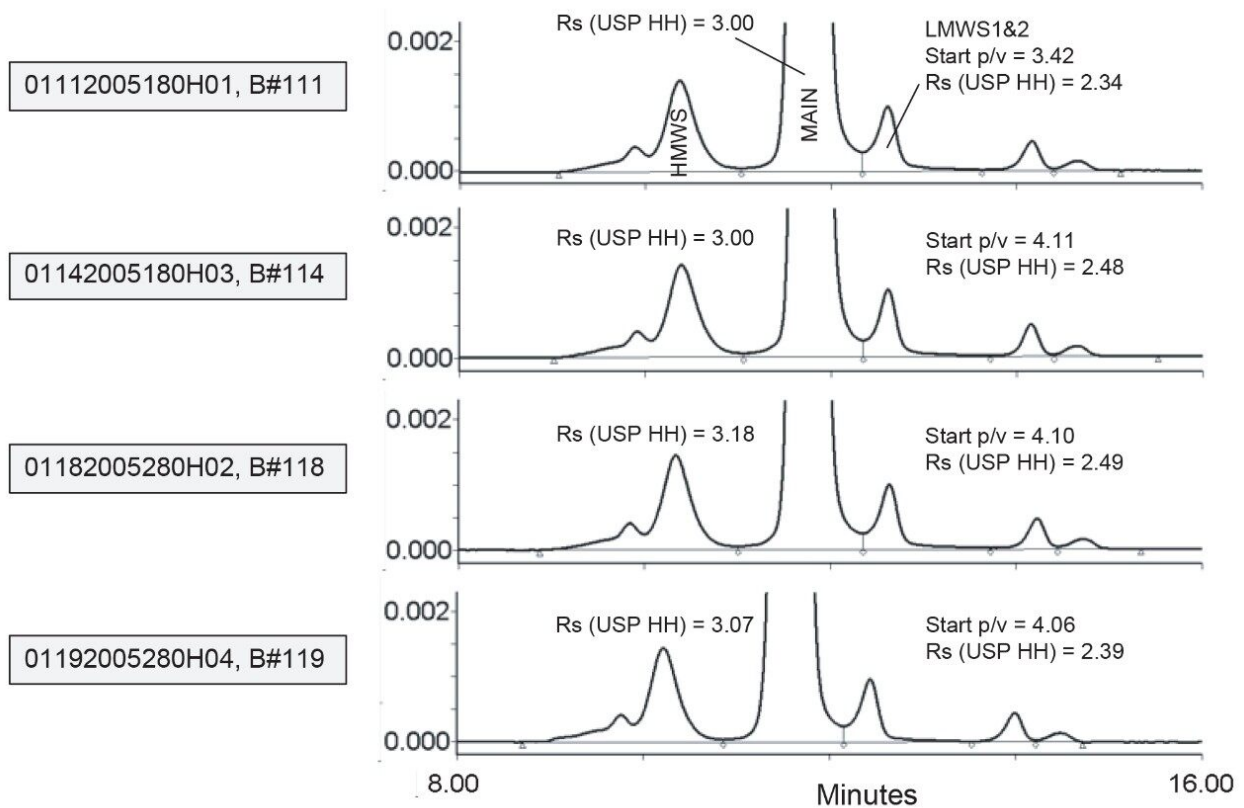 01112005180H01, B#111
0.002
0.000
Rs (USP HH) = 3.00
HMWS
MAIN
LMWS1&2
Start p/v = 3.42
Rs (USP HH) = 2.34
01142005180H03, B#114
0.002
0.000
Rs (USP HH) = 3.00
Start p/v = 4.11
Rs (USP HH) = 2.48
01182005280H02, B#118
0.002
0.000
Rs (USP HH) = 3.18
Start p/v = 4.10
Rs (USP HH) = 2.49
01192005280H04, B#119
0.002
0.000
Rs (USP HH) = 3.07
Start p/v = 4.06
Rs (USP HH) = 2.39
8.00
Minutes
16.00